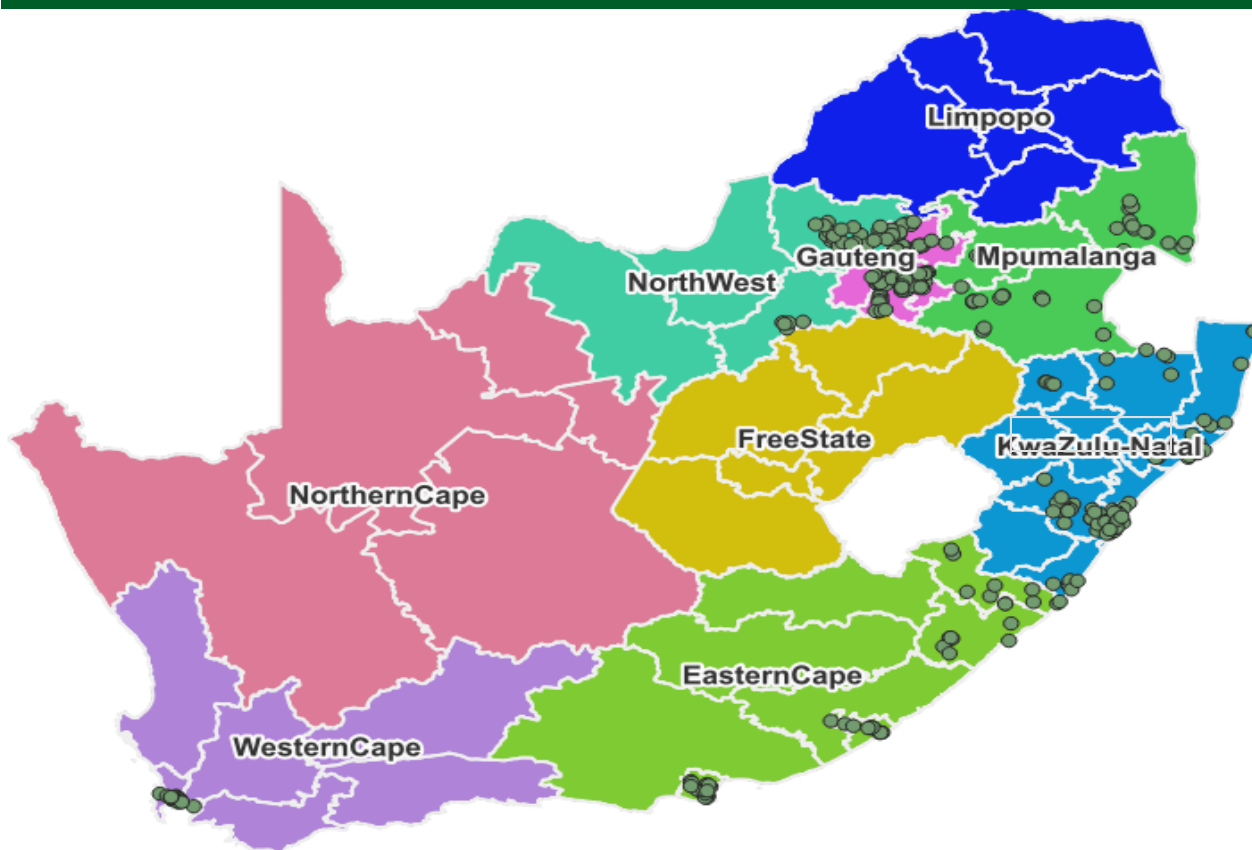 Limpopo
Gauteng
Mpumalanga
NorthWest
FreeState
KwaZulu-Natal
NorthernCape
EasternCape
WesternCape